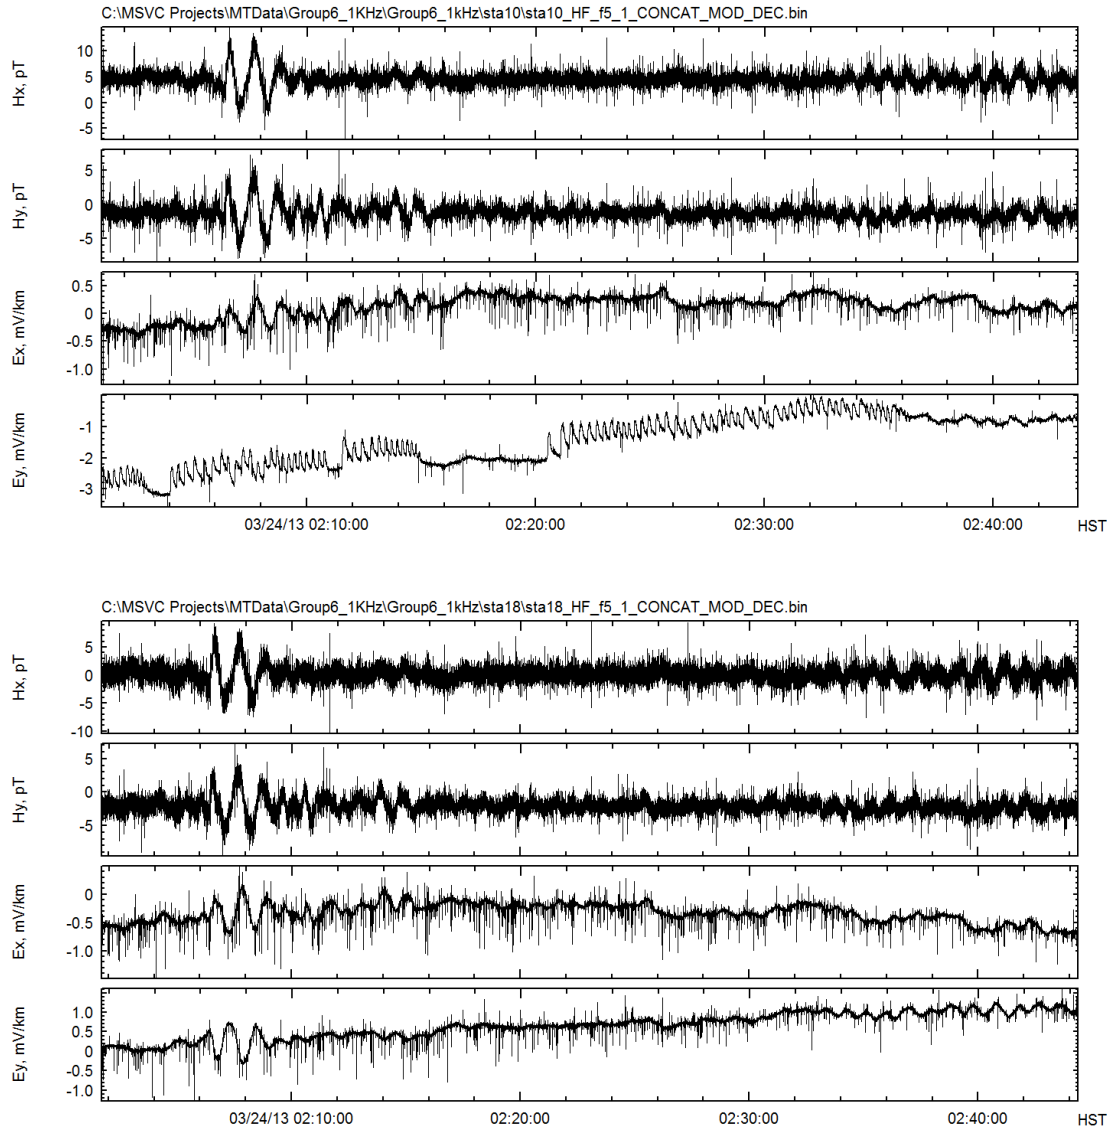 C:\MSVC Projects\MTData\Group6_1KHz\Group6_1kHz\sta10\sta10_HF_f5_1_CONCAT_MOD_DEC.bin
Hx, pT
10
5
0
-5
Hy, pT
5
0
-5
Ex, mV/km
0.5
0
-0.5
-1.0
Ey, mV/km
-1
-2
-3
03/24/13 02:10:00 02:20:00 02:30:00 02:40:00 HST
C:\MSVC Projects\MTData\Group6_1KHz\Group6_1kHz\sta18\sta18_HF_f5_1_CONCAT_MOD_DEC.bin
Hx, pT
5
0
-5
-10
Hy, pT
5
0
-5
Ex, mV/km
0
-0.5
-1.0
Ey, mV/km
1.0
0.5
0
-0.5
-1.0
03/24/13 02:10:00 02:20:00 02:30:00 02:40:00 HST